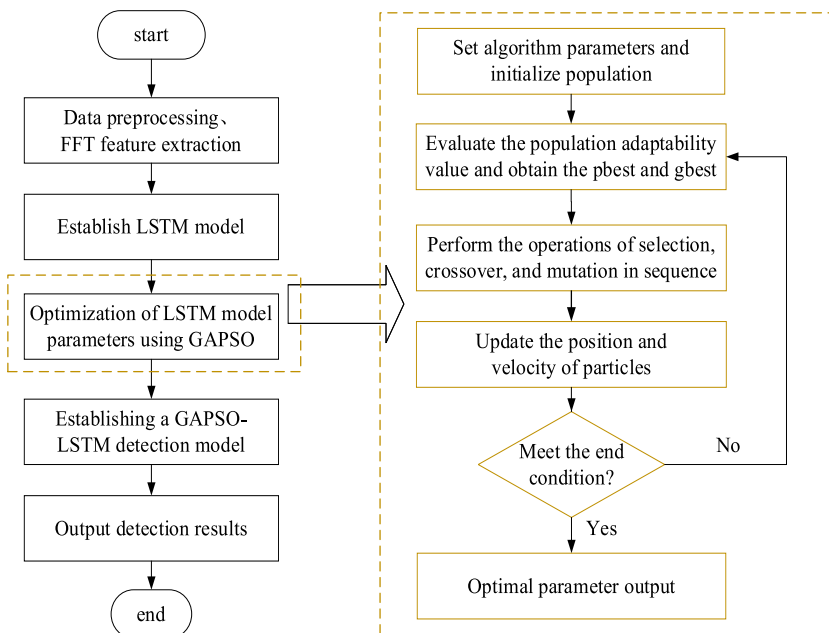 start
Data preprocessing、
FFT feature extraction
Establish LSTM model
Optimization of LSTM model
parameters using GAPSO
Establishing a GAPSO-
LSTM detection model
Output detection results
end
Set algorithm parameters and
initialize population
Evaluate the population adaptability
value and obtain the pbest and gbest
Perform the operations of selection,
crossover, and mutation in sequence
Update the position and
velocity of particles
Meet the end
condition?
No
Yes
Optimal parameter output